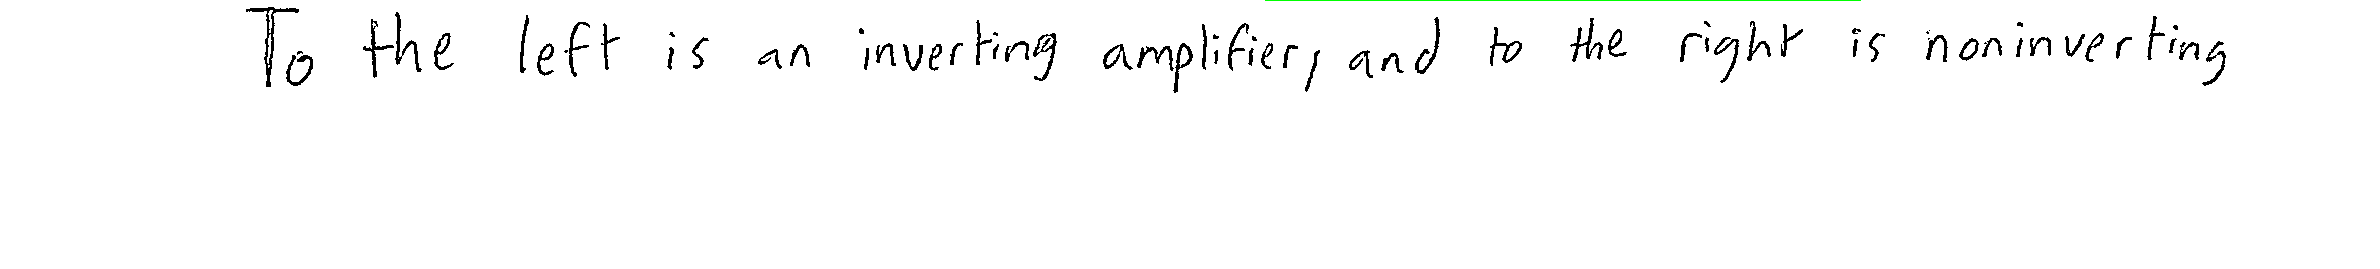 To the left is an inverting amplifier, and to the right is noninverting